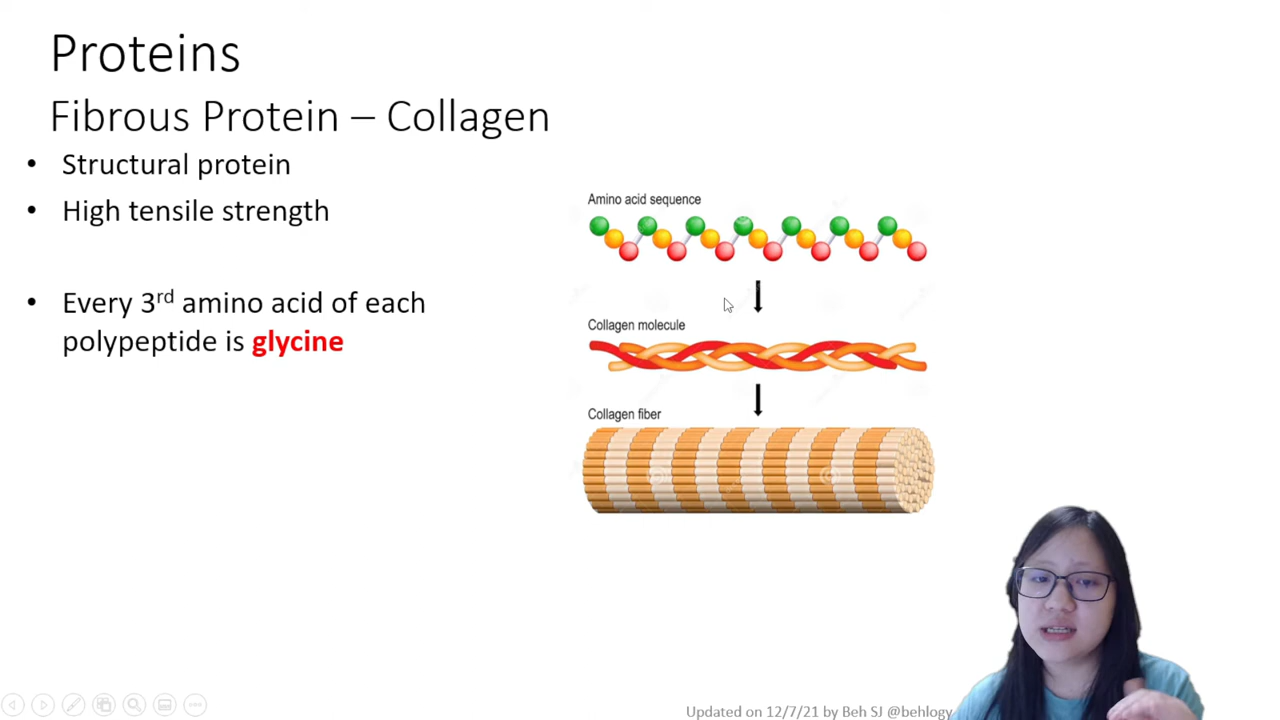 Proteins
Fibrous Protein – Collagen
• Structural protein
• High tensile strength
• Every 3rd amino acid of each
polypeptide is glycine
Amino acid sequence
Collagen molecule
Collagen fiber
Updated on 12/7/21 by Beh SJ @behlogy